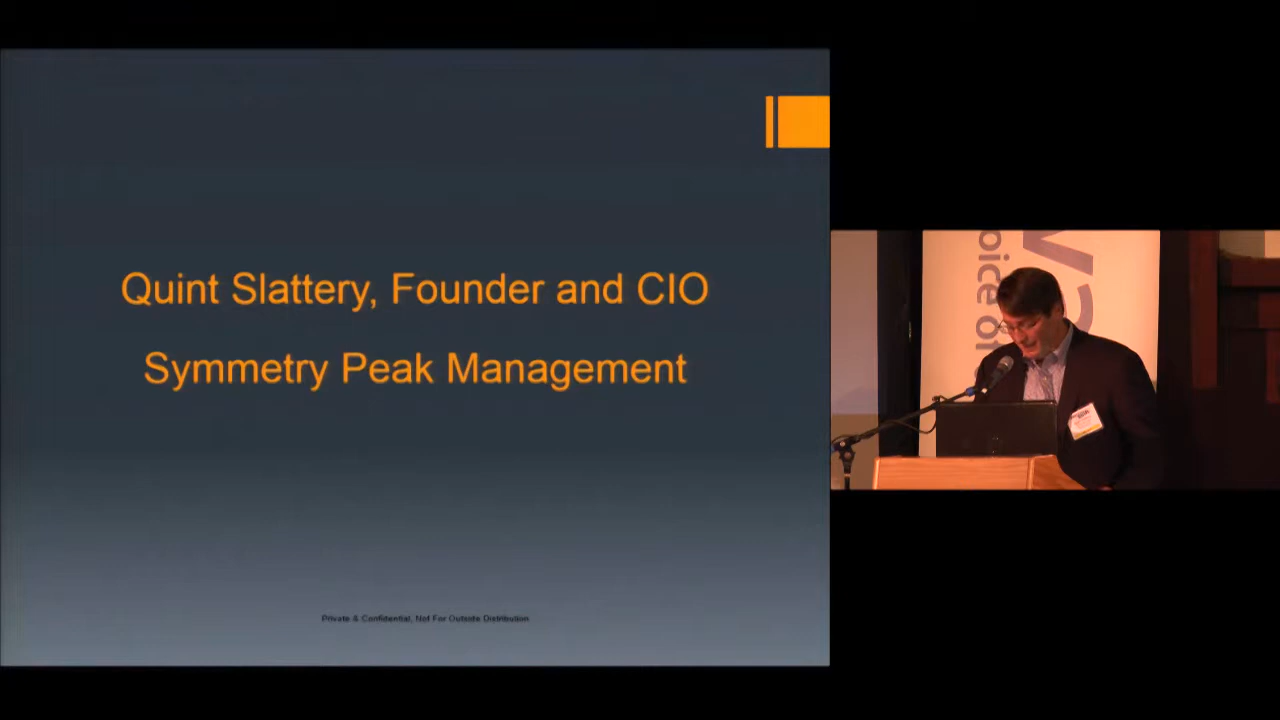 Quint Slattery, Founder and CIO
Symmetry Peak Management
Private & Confidential, Not For Outside Distribution
oice of